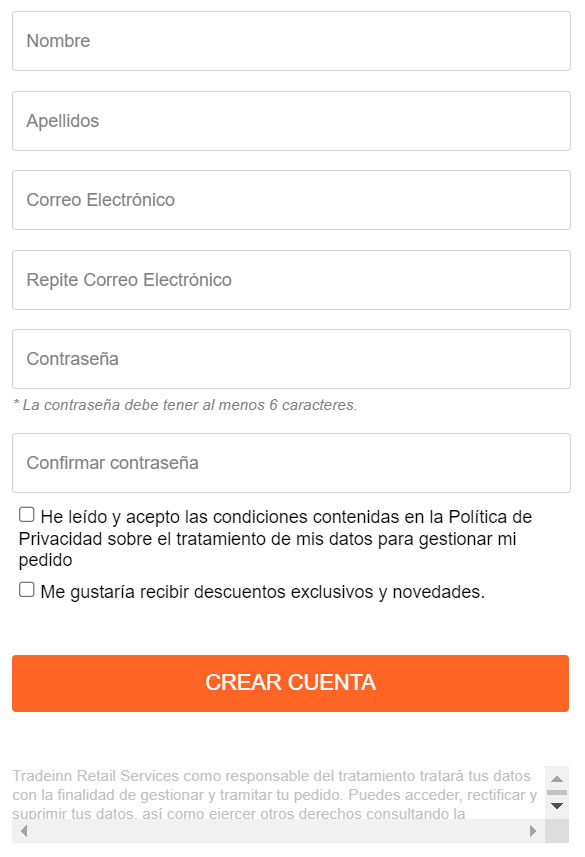 Nombre
Apellidos
Correo Electrónico
Repite Correo Electrónico
Contraseña
* La contraseña debe tener al menos 6 caracteres.
Confirmar contraseña
He leído y acepto las condiciones contenidas en la Política de
Privacidad sobre el tratamiento de mis datos para gestionar mi
pedido
Me gustaría recibir descuentos exclusivos y novedades.
CREAR CUENTA
Tradeinn Retail Services como responsable del tratamiento tratará tus datos
con la finalidad de gestionar y tramitar tu pedido. Puedes acceder, rectificar y
suprimir tus datos, así como ejercer otros derechos consultando la